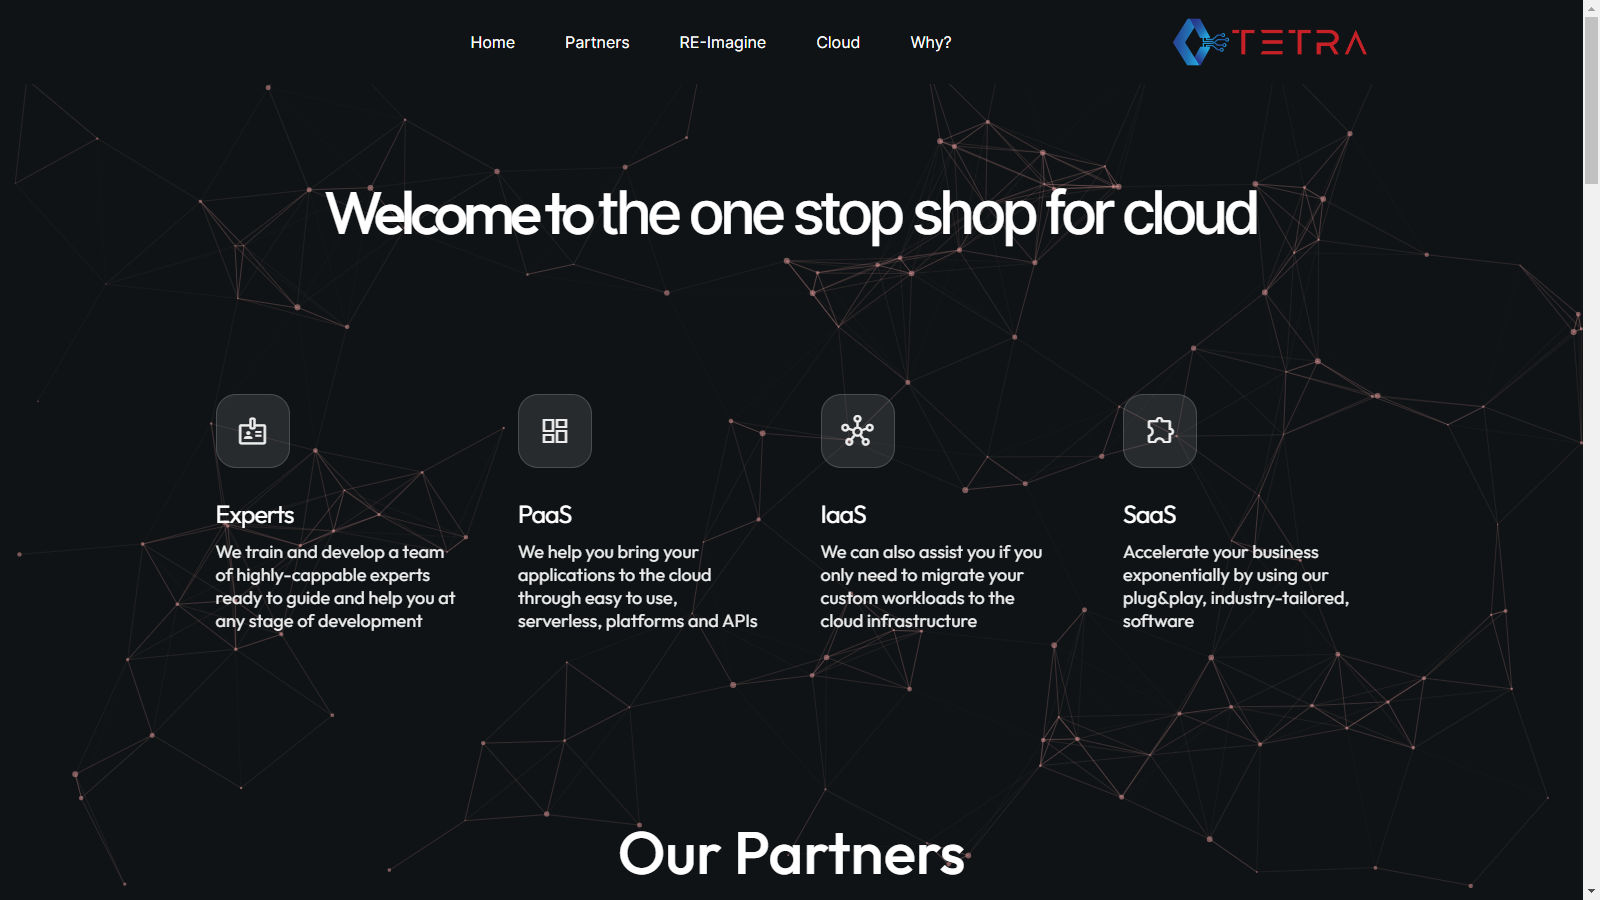 Home Partners RE-Imagine Cloud Why? TETRA
Welcome to the one stop shop for cloud
Experts
We train and develop a team
of highly-cappable experts
ready to guide and help you at
any stage of development
PaaS
We help you bring your
applications to the cloud
through easy to use,
serverless, platforms and APIs
IaaS
We can also assist you if you
only need to migrate your
custom workloads to the
cloud infrastructure
SaaS
Accelerate your business
exponentially by using our
plug&play, industry-tailored,
software
Our Partners